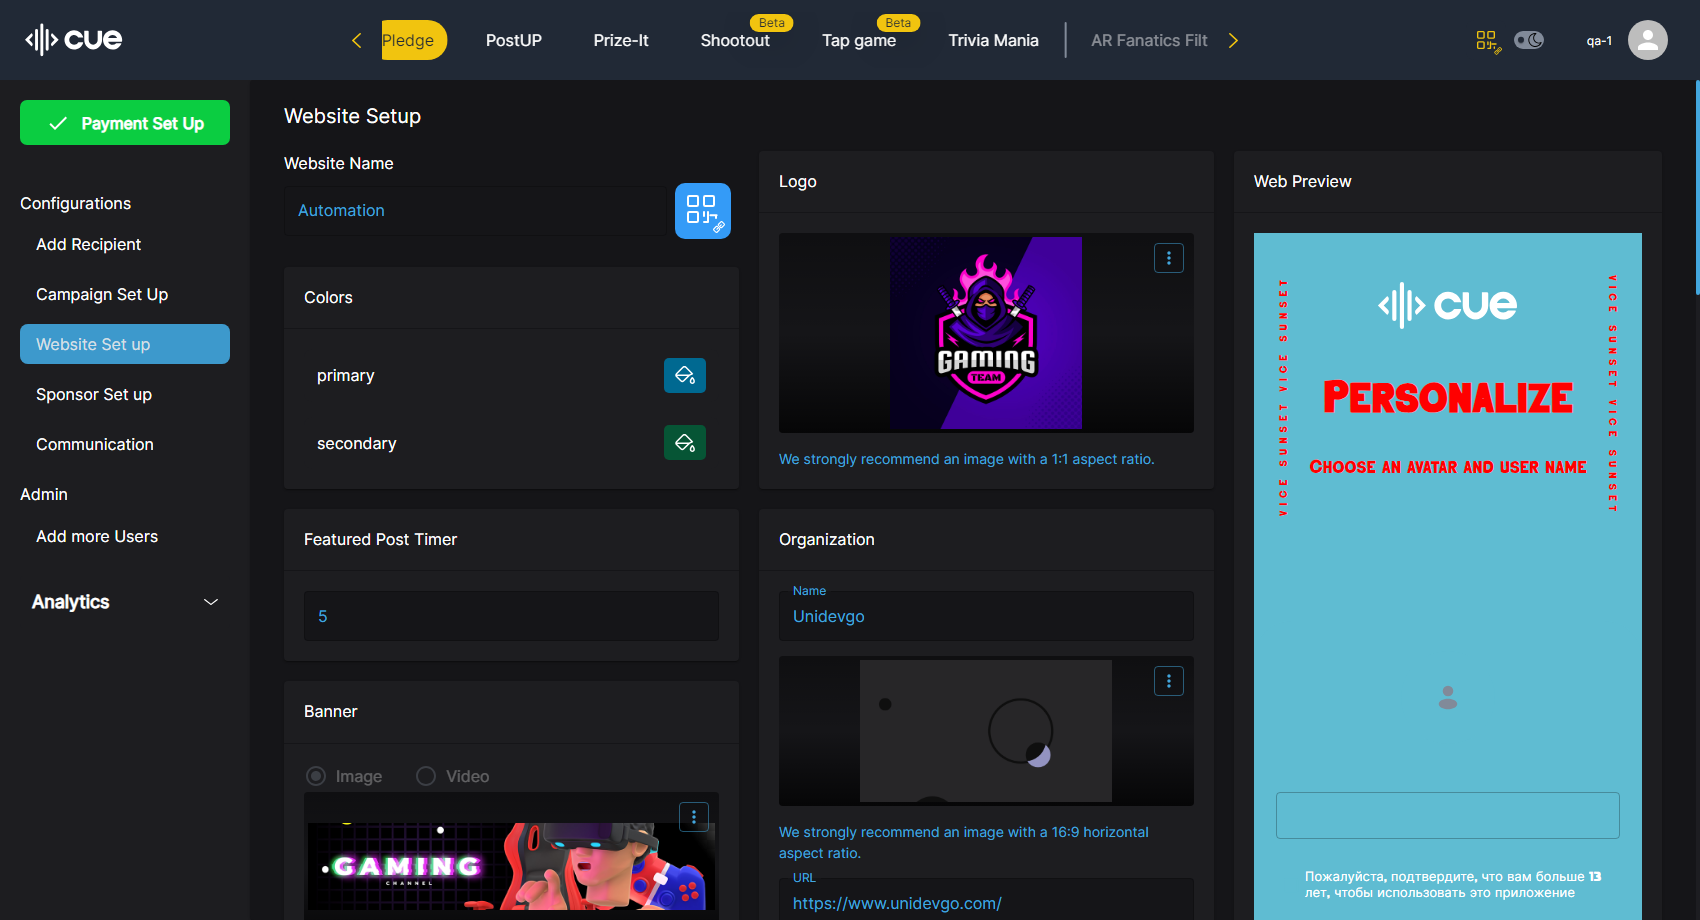 cue
Pledge
PostUP
Prize-It
Shootout
Beta
Tap game
Beta
Trivia Mania
AR Fanatics Filt
qa-1
Payment Set Up
Configurations
Add Recipient
Campaign Set Up
Website Set up
Sponsor Set up
Communication
Admin
Add more Users
Analytics
Website Setup
Website Name
Automation
Colors
primary
secondary
Featured Post Timer
5
Banner
Image
Video
GAMING
CHANNEL
Logo
GAMING
TEAM
We strongly recommend an image with a 1:1 aspect ratio.
Organization
Name
Unidevgo
We strongly recommend an image with a 16:9 horizontal
aspect ratio.
URL
https://www.unidevgo.com/
Web Preview
VICE SUNSET VICE SUNSET
cue
VICE SUNSET VICE SUNSET
PERSONALIZE
CHOOSE AN AVATAR AND USER NAME
Пожалуйста, подтвердите, что вам больше 13
лет, чтобы использовать это приложение